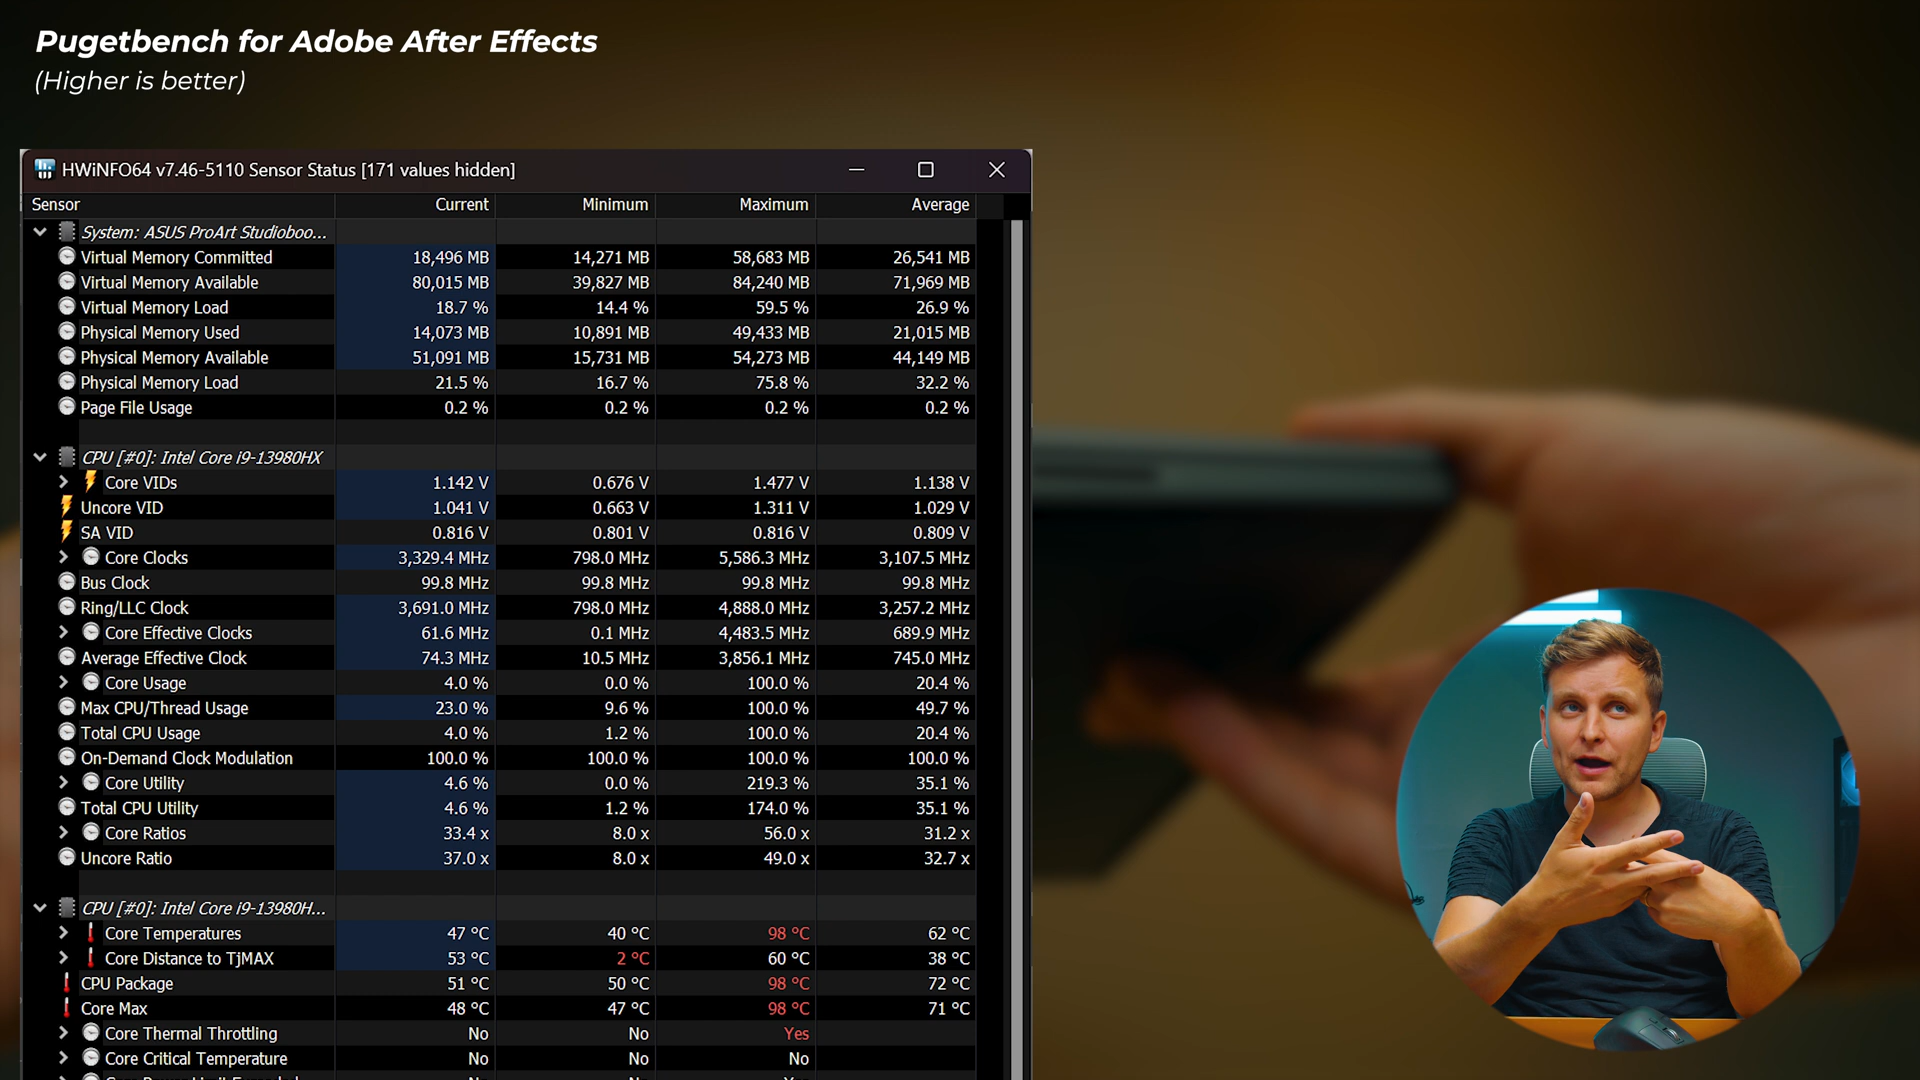 Pugetbench for Adobe After Effects
(Higher is better)
HWiNFO64 v7.46-5110 Sensor Status [171 values hidden]
Sensor Current Minimum Maximum Average
System: ASUS ProArt Studioboo...
Virtual Memory Committed 18,496 MB 14,271 MB 58,683 MB 26,541 MB
Virtual Memory Available 80,015 MB 39,827 MB 84,240 MB 71,969 MB
Virtual Memory Load 18.7 % 14.4 % 59.5 % 26.9 %
Physical Memory Used 14,073 MB 10,891 MB 49,433 MB 21,015 MB
Physical Memory Available 51,091 MB 15,731 MB 54,273 MB 44,149 MB
Physical Memory Load 21.5 % 16.7 % 75.8 % 32.2 %
Page File Usage 0.2 % 0.2 % 0.2 % 0.2 %
CPU [#0]: Intel Core i9-13980HX
Core VIDs 1.142 V 0.676 V 1.477 V 1.138 V
Uncore VID 1.041 V 0.663 V 1.311 V 1.029 V
SA VID 0.816 V 0.801 V 0.816 V 0.809 V
Core Clocks 3,329.4 MHz 798.0 MHz 5,586.3 MHz 3,107.5 MHz
Bus Clock 99.8 MHz 99.8 MHz 99.8 MHz 99.8 MHz
Ring/LLC Clock 3,691.0 MHz 798.0 MHz 4,888.0 MHz 3,257.2 MHz
Core Effective Clocks 61.6 MHz 0.1 MHz 4,483.5 MHz 689.9 MHz
Average Effective Clock 74.3 MHz 10.5 MHz 3,856.1 MHz 745.0 MHz
Core Usage 4.0 % 0.0 % 100.0 % 20.4 %
Max CPU/Thread Usage 23.0 % 9.6 % 100.0 % 49.7 %
Total CPU Usage 4.0 % 1.2 % 100.0 % 20.4 %
On-Demand Clock Modulation 100.0 % 100.0 % 100.0 % 100.0 %
Core Utility 4.6 % 0.0 % 219.3 % 35.1 %
Total CPU Utility 4.6 % 1.2 % 174.0 % 35.1 %
Core Ratios 33.4 x 8.0 x 56.0 x 31.2 x
Uncore Ratio 37.0 x 8.0 x 49.0 x 32.7 x
CPU [#0]: Intel Core i9-13980H...
Core Temperatures 47 °C 40 °C 98 °C 62 °C
Core Distance to TjMAX 53 °C 2 °C 60 °C 38 °C
CPU Package 51 °C 50 °C 98 °C 72 °C
Core Max 48 °C 47 °C 98 °C 71 °C
Core Thermal Throttling No No Yes
Core Critical Temperature No No No